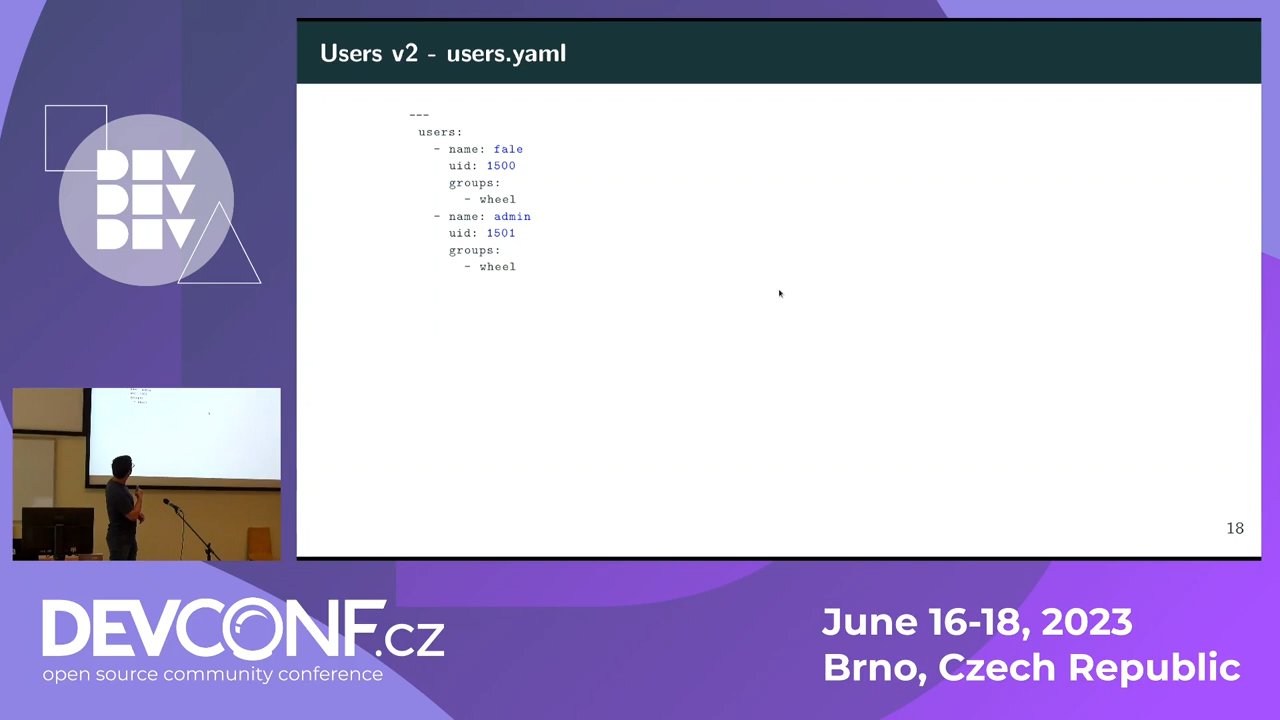 Users v2 - users.yaml
---
users:
- name: fale
uid: 1500
groups:
- wheel
- name: admin
uid: 1501
groups:
- wheel
18
DEV
DEV
DEV
DEVCONF.cz
open source community conference
June 16-18, 2023
Brno, Czech Republic